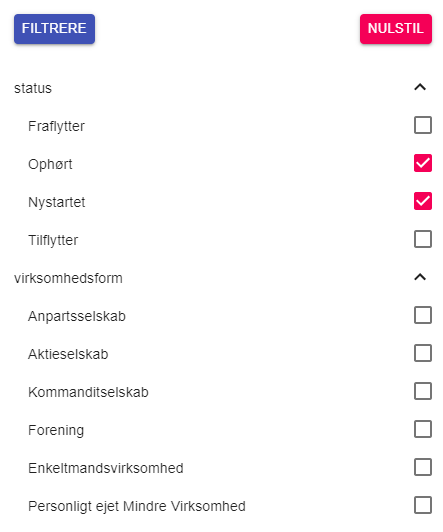 FILTRERE
NULSTIL
status
Fraflytter
Ophørt
Nystartet
Tilflytter
virksomhedsform
Anpartsselskab
Aktieselskab
Kommanditselskab
Forening
Enkeltmandsvirksomhed
Personligt ejet Mindre Virksomhed